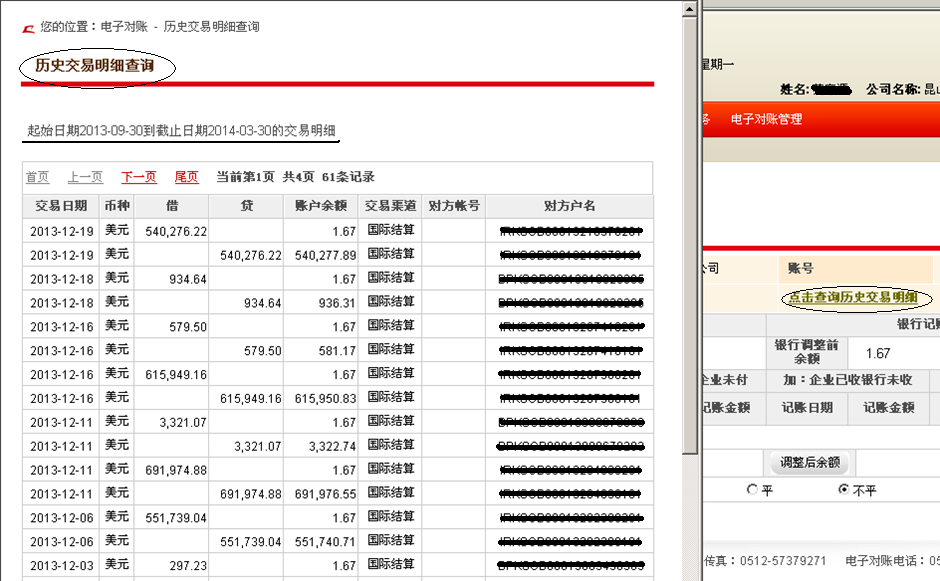 您的位置：电子对账 - 历史交易明细查询
历史交易明细查询
起始日期2013-09-30到截止日期2014-03-30的交易明细
首页 上一页 下一页 尾页 当前第1页 共4页 61条记录
交易日期 币种 借 贷 账户余额 交易渠道 对方帐号 对方户名
2013-12-19 美元 540,276.22 1.67 国际结算
2013-12-19 美元 540,276.22 540,277.89 国际结算
2013-12-18 美元 934.64 1.67 国际结算
2013-12-18 美元 934.64 936.31 国际结算
2013-12-16 美元 579.50 1.67 国际结算
2013-12-16 美元 579.50 581.17 国际结算
2013-12-16 美元 615,949.16 1.67 国际结算
2013-12-16 美元 615,949.16 615,950.83 国际结算
2013-12-11 美元 3,321.07 1.67 国际结算
2013-12-11 美元 3,321.07 3,322.74 国际结算
2013-12-11 美元 691,974.88 1.67 国际结算
2013-12-11 美元 691,974.88 691,976.55 国际结算
2013-12-06 美元 551,739.04 1.67 国际结算
2013-12-06 美元 551,739.04 551,740.71 国际结算
2013-12-03 美元 297.23 1.67 国际结算
星期一
姓名: 公司名称: 昆山
务 电子对账管理
公司 账号
点击查询历史交易明细
银行记账
银行调整前余额 1.67
企业未付 加：企业已收银行未收
记账金额 记账日期 记账金额
调整后余额
平 不平
传真：0512-57379271 电子对账电话：05